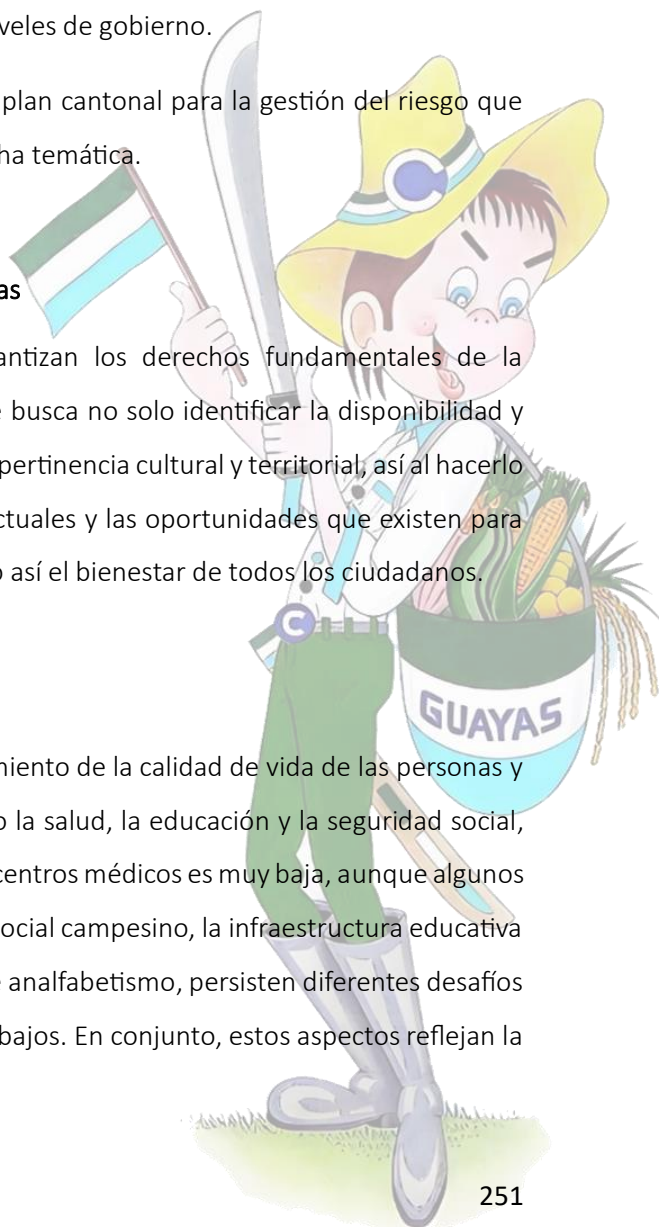 veles de gobierno.
plan cantonal para la gestión del riesgo que
ha temática.
as
antizan los derechos fundamentales de la
e busca no solo identificar la disponibilidad y
pertinencia cultural y territorial, así al hacerlo
ctuales y las oportunidades que existen para
o así el bienestar de todos los ciudadanos.
C
GUAYAS
miento de la calidad de vida de las personas y
o la salud, la educación y la seguridad social,
centros médicos es muy baja, aunque algunos
ocial campesino, la infraestructura educativa
e analfabetismo, persisten diferentes desafíos
bajos. En conjunto, estos aspectos reflejan la
251